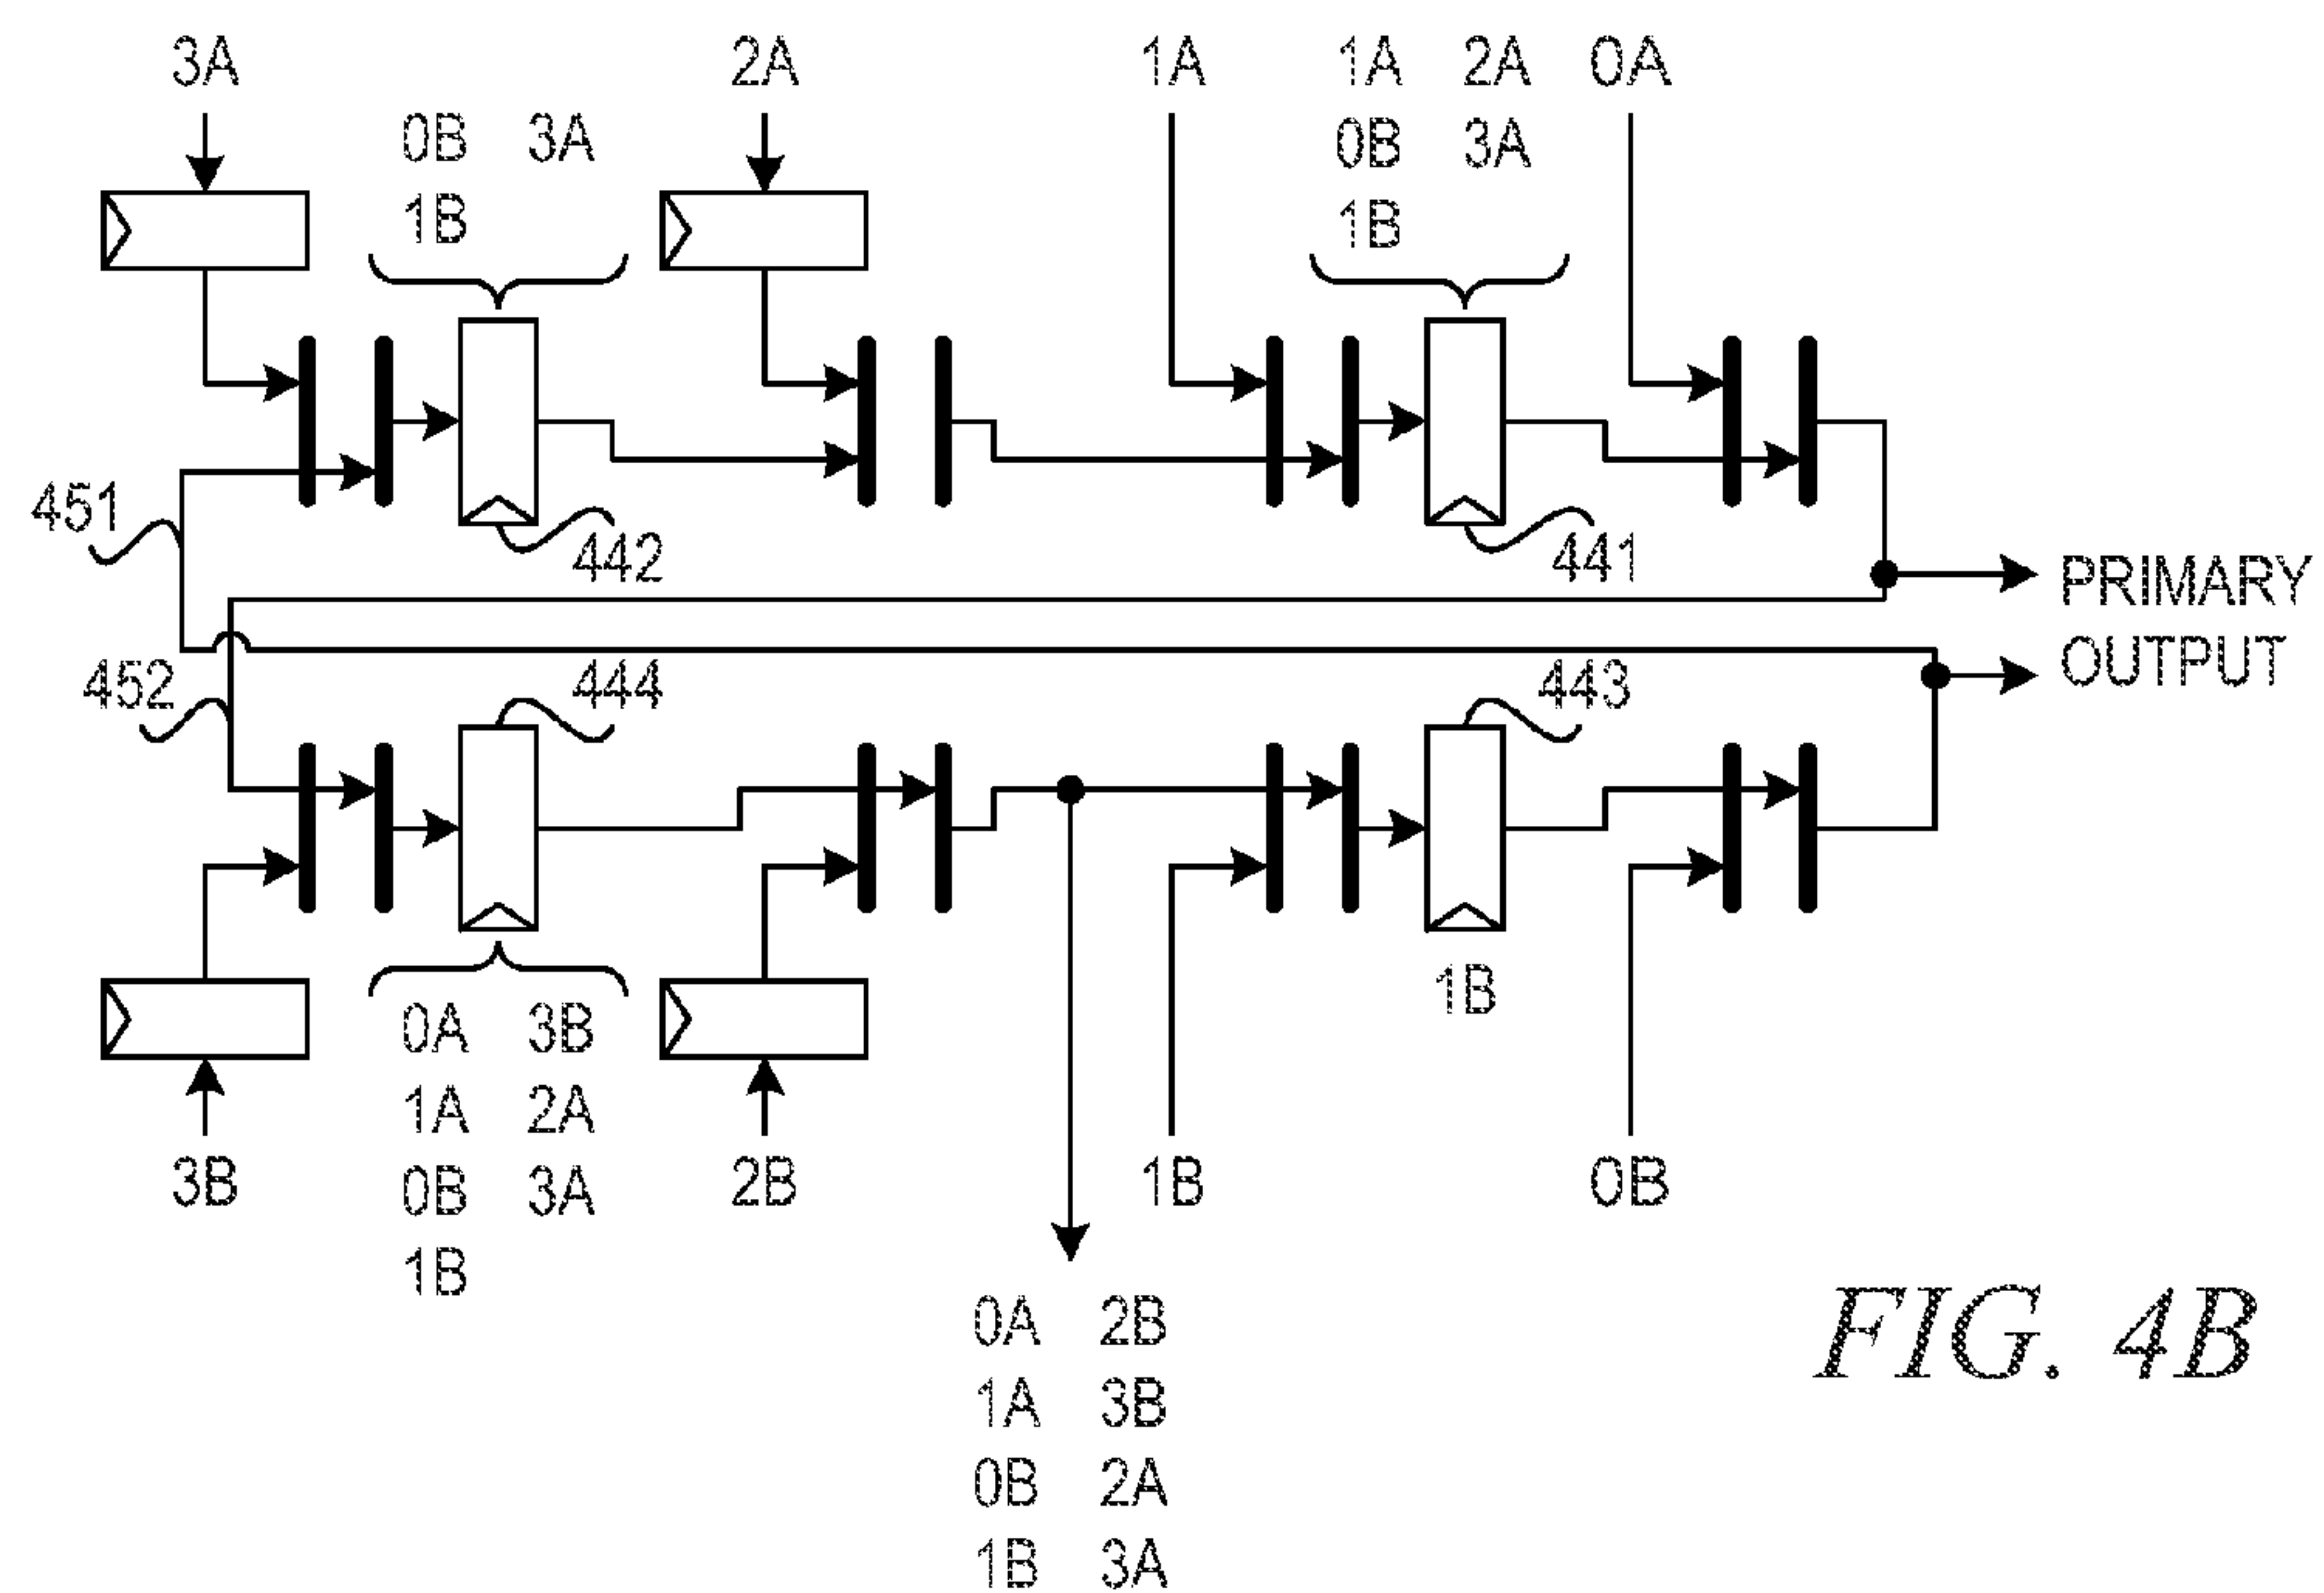 3A 2A 1A 1A 2A 0A
0B 3A 0B 3A
1B 1B
451 442 441
PRIMARY
OUTPUT
452 444 443
1B
0A 3B
1A 2A
3B 0B 3A 2B 1B 0B
1B
0A 2B
1A 3B
0B 2A
1B 3A
FIG. 4B